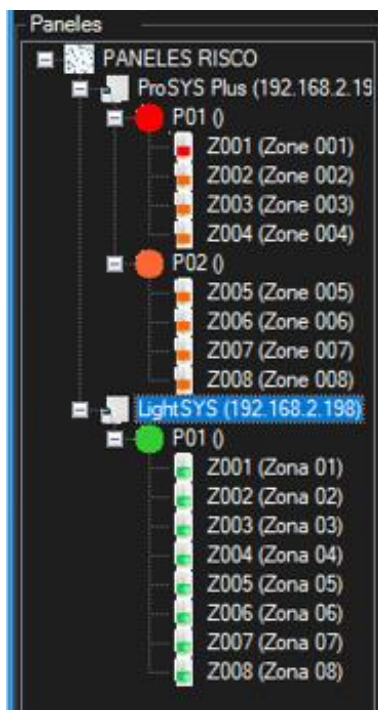 Paneles
PANELES RISCO
ProSYS Plus (192.168.2.19
P01 ()
Z001 (Zone 001)
Z002 (Zone 002)
Z003 (Zone 003)
Z004 (Zone 004)
P02 ()
Z005 (Zone 005)
Z006 (Zone 006)
Z007 (Zone 007)
Z008 (Zone 008)
LightSYS (192.168.2.198)
P01 ()
Z001 (Zona 01)
Z002 (Zona 02)
Z003 (Zona 03)
Z004 (Zona 04)
Z005 (Zona 05)
Z006 (Zona 06)
Z007 (Zona 07)
Z008 (Zona 08)